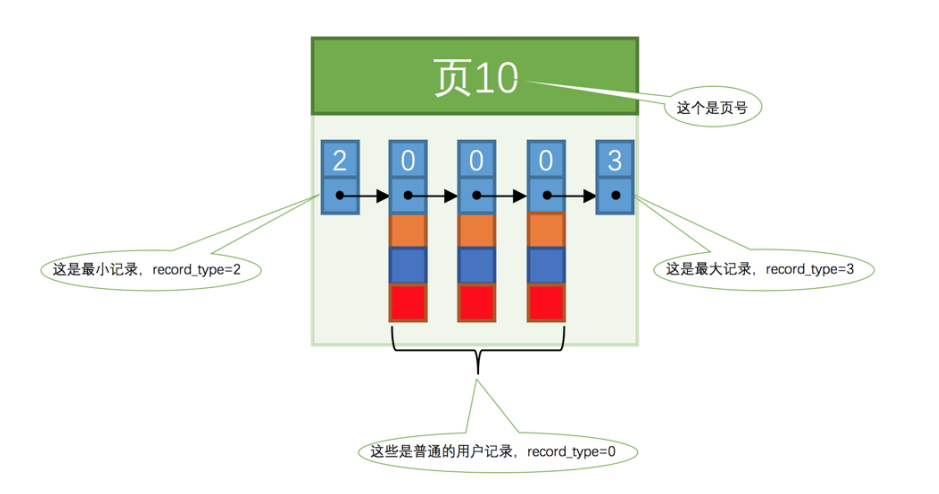 页10
这个是页号
2 0 0 0 3
这是最小记录，record_type=2
这是最大记录，record_type=3
这些是普通的用户记录，record_type=0